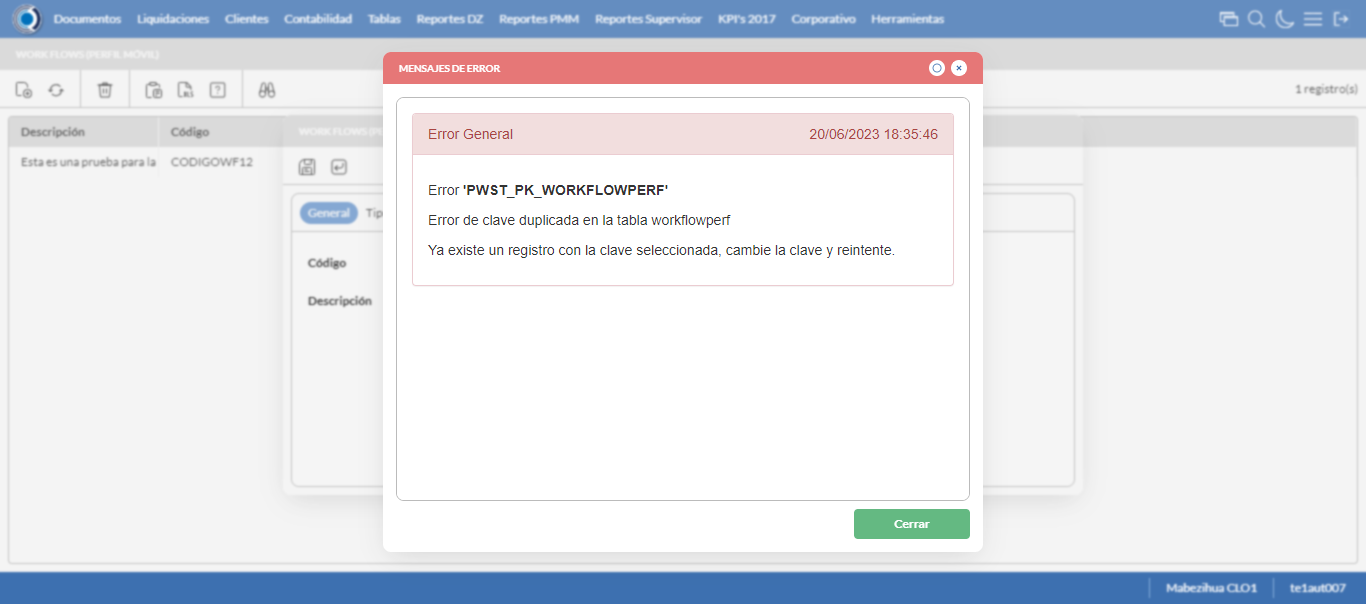 Documentos Liquidaciones Clientes Contabilidad Tablas Reportes DZ Reportes PMM Reportes Supervisor KPI's 2017 Corporativo Herramientas
WORK FLOWS (PERFIL MÓVIL)
MENSAJES DE ERROR
1 registro(s)
Descripción Código
WORK FLOWS (PE
Esta es una prueba para la CODIGOWF12
Error General 20/06/2023 18:35:46
Error 'PWST_PK_WORKFLOWPERF'
General Tip
Error de clave duplicada en la tabla workflowperf
Ya existe un registro con la clave seleccionada, cambie la clave y reintente.
Código
Descripción
Cerrar
Mabezihua CLO1 te1aut007